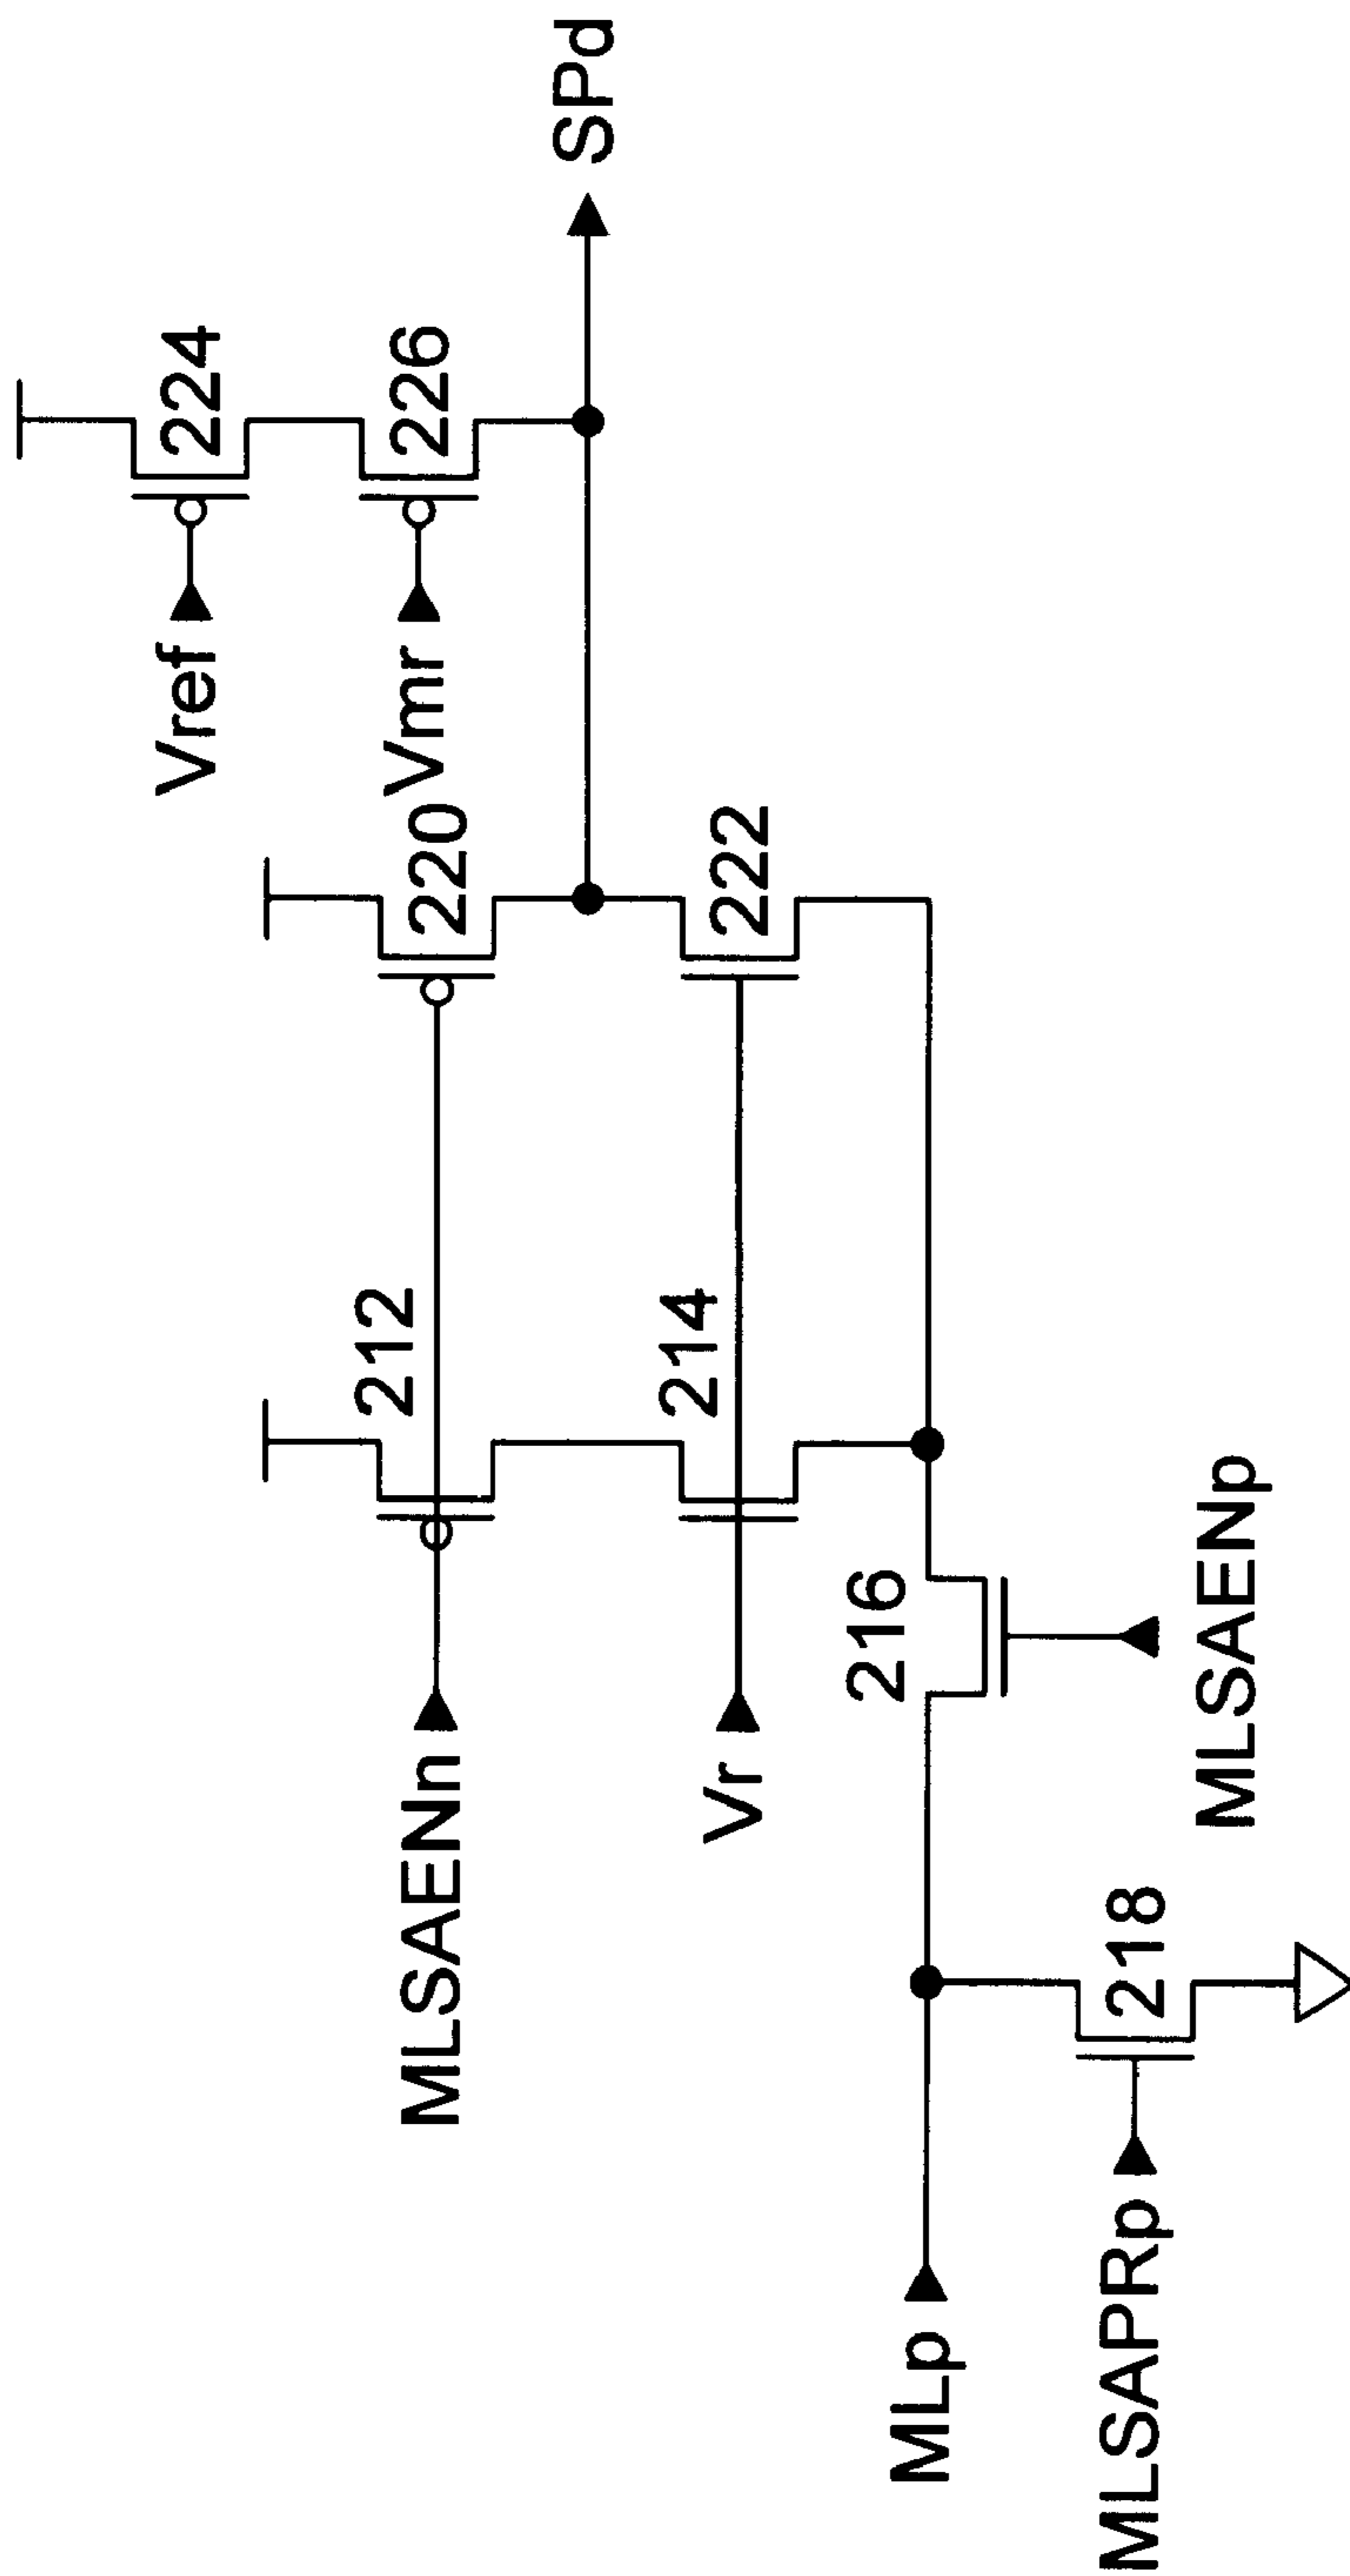 Vref
224
Vmr
226
212
220
MLSAENn
SPd
214
222
Vr
216
MLp
218
MLSAPRp
MLSAENp